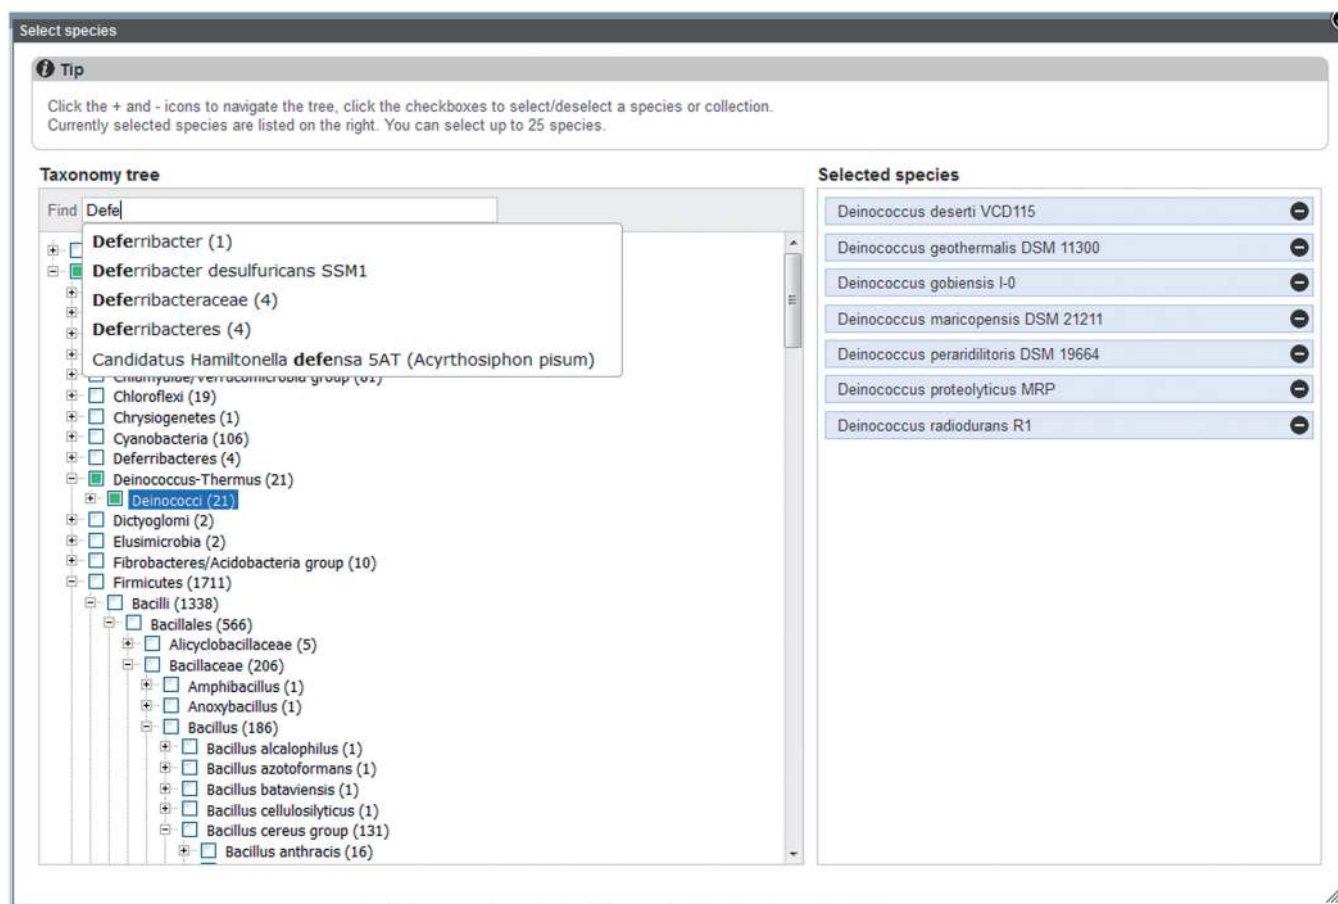 Select species
Tip
Click the + and - icons to navigate the tree, click the checkboxes to select/deselect a species or collection.
Currently selected species are listed on the right. You can select up to 25 species.
Taxonomy tree
Find Defe
Deferribacter (1)
Deferribacter desulfuricans SSM1
Deferribacteraceae (4)
Deferribacteres (4)
Candidatus Hamiltonella defensa 5AT (Acyrthosiphon pisum)
Chlamydiae/Verrucomicrobia group (61)
Chloroflexi (19)
Chrysiogenetes (1)
Cyanobacteria (106)
Deferribacteres (4)
Deinococcus-Thermus (21)
Deinococci (21)
Dictyoglomi (2)
Elusimicrobia (2)
Fibrobacteres/Acidobacteria group (10)
Firmicutes (1711)
Bacilli (1338)
Bacillales (566)
Alicyclobacillaceae (5)
Bacillaceae (206)
Amphibacillus (1)
Anoxybacillus (1)
Bacillus (186)
Bacillus alcalophilus (1)
Bacillus azotoformans (1)
Bacillus bataviensis (1)
Bacillus cellulosilyticus (1)
Bacillus cereus group (131)
Bacillus anthracis (16)
Selected species
Deinococcus deserti VCD115
Deinococcus geothermalis DSM 11300
Deinococcus gobiensis I-0
Deinococcus maricopensis DSM 21211
Deinococcus peraridilitoris DSM 19664
Deinococcus proteolyticus MRP
Deinococcus radiodurans R1